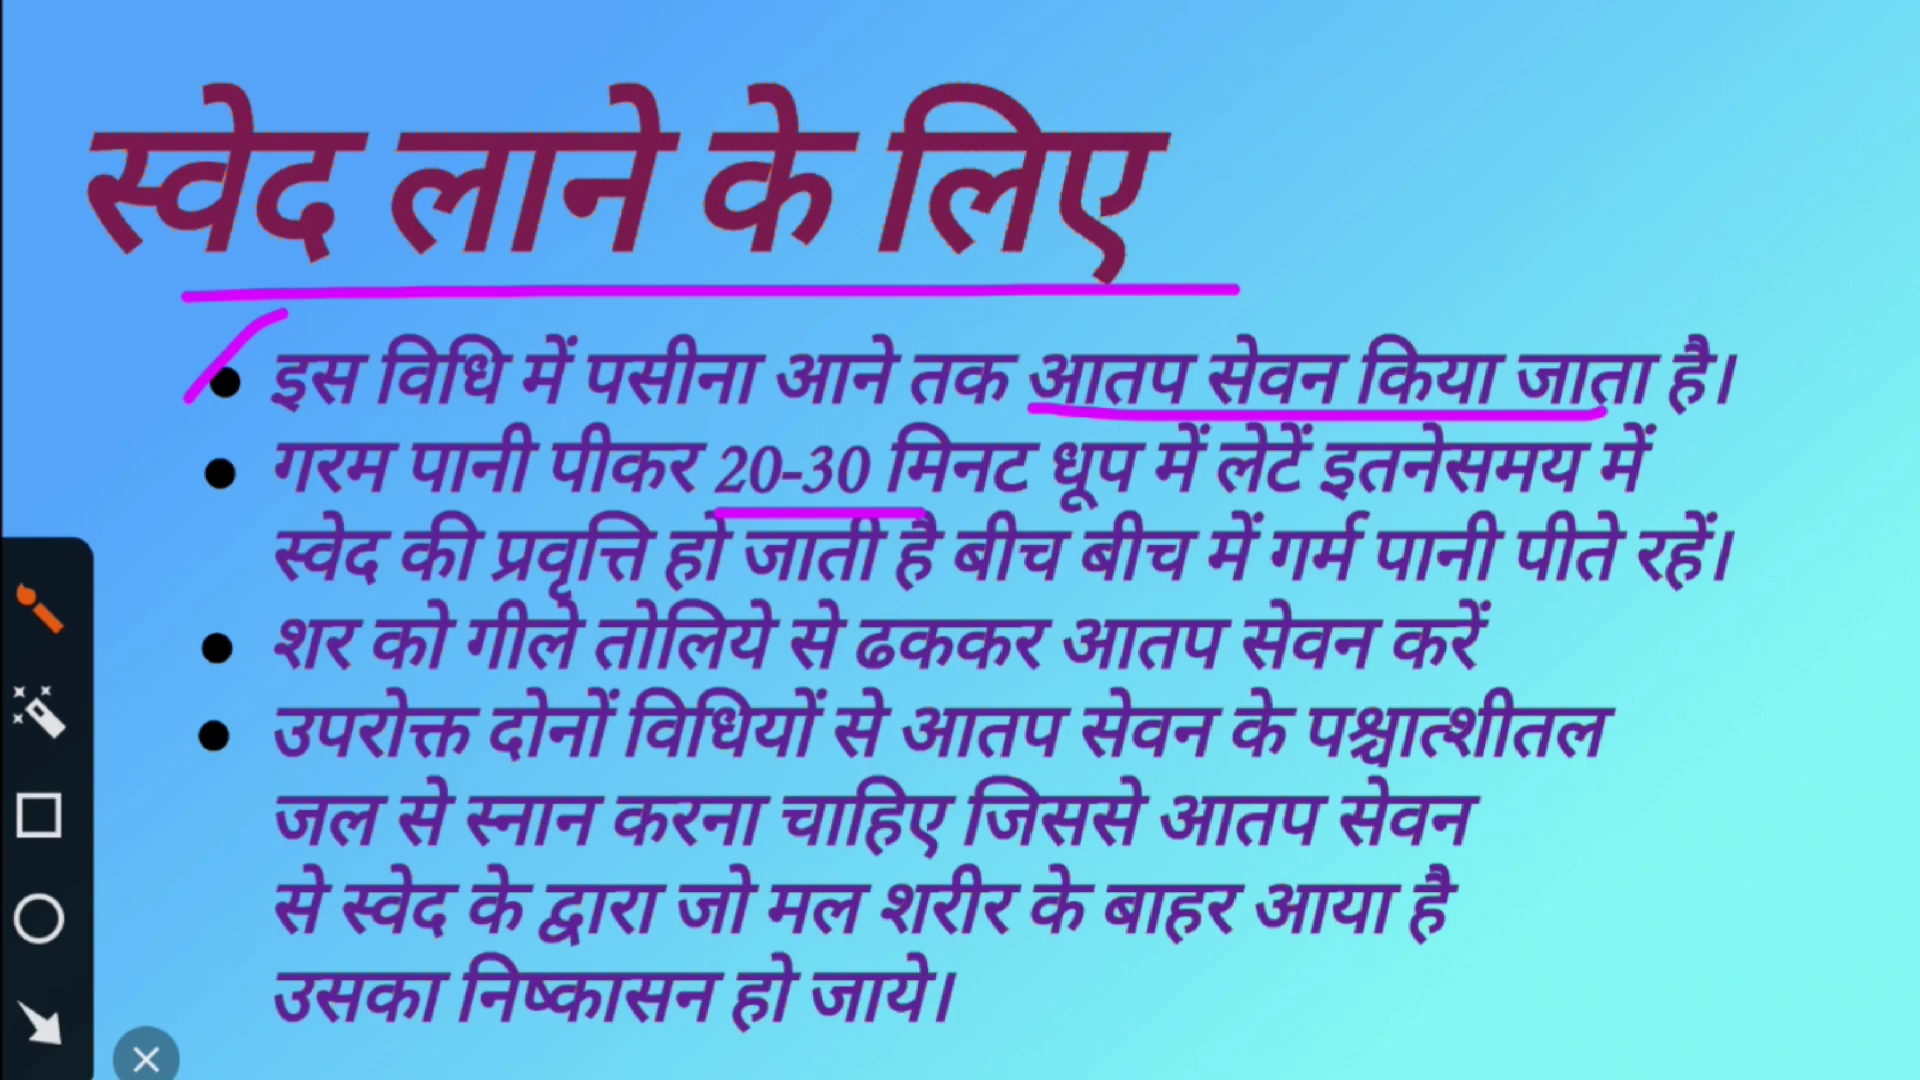 स्वेद लाने के लिए
● इस विधि में पसीना आने तक आतप सेवन किया जाता है।
● गरम पानी पीकर 20-30 मिनट धूप में लेटें इतनेसमय में
स्वेद की प्रवृत्ति हो जाती है बीच बीच में गर्म पानी पीते रहें।
● शर को गीले तोलिये से ढककर आतप सेवन करें
● उपरोक्त दोनों विधियों से आतप सेवन के पश्चात्शीतल
जल से स्नान करना चाहिए जिससे आतप सेवन
से स्वेद के द्वारा जो मल शरीर के बाहर आया है
उसका निष्कासन हो जाये।